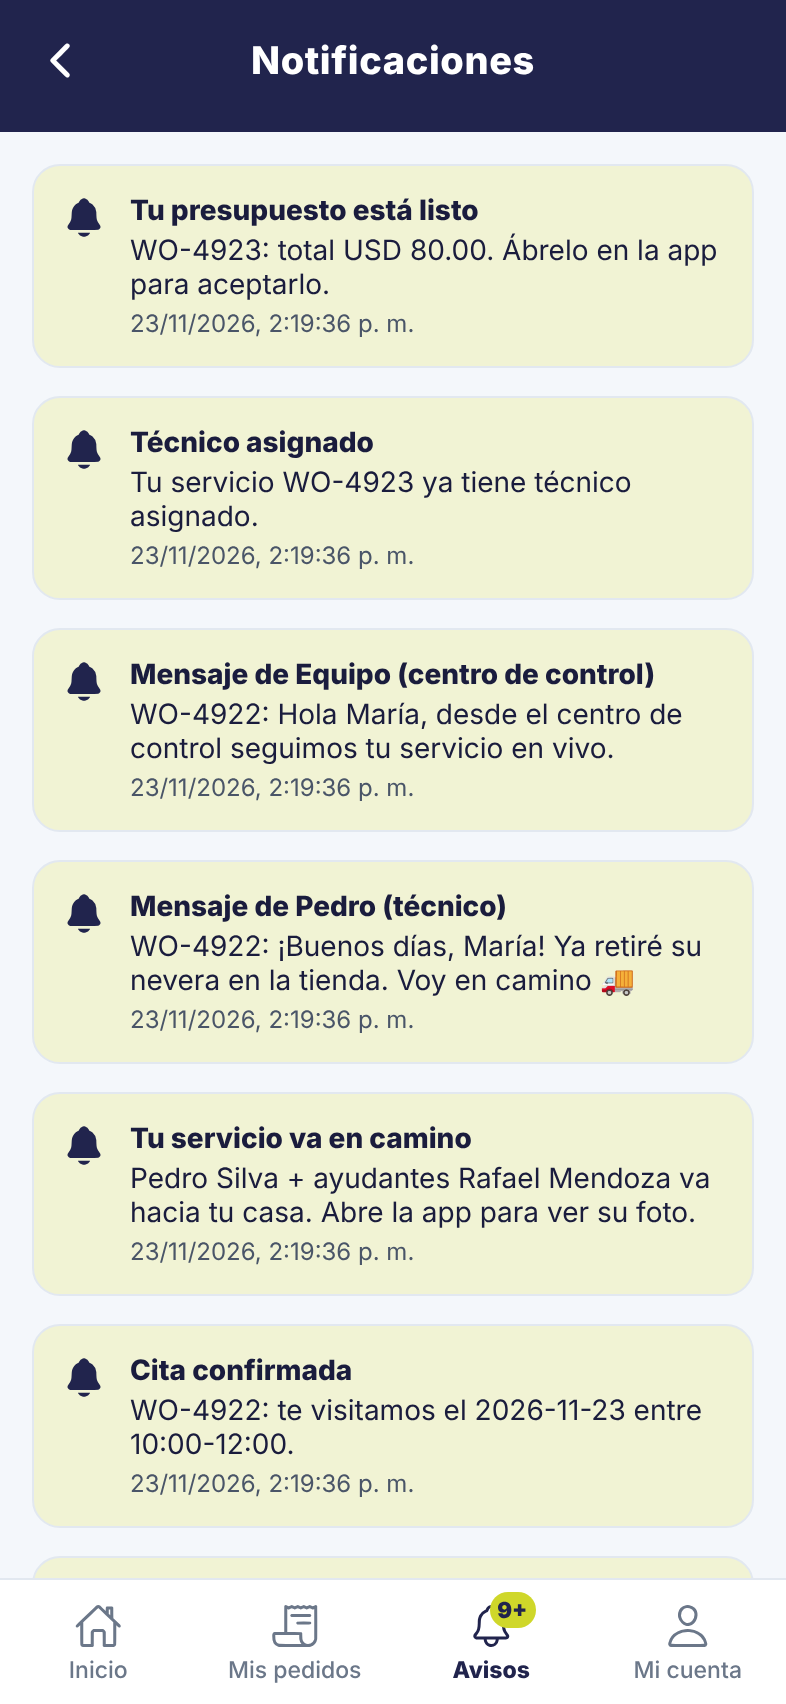 Notificaciones
Tu presupuesto está listo
WO-4923: total USD 80.00. Ábrelo en la app
para aceptarlo.
23/11/2026, 2:19:36 p. m.
Técnico asignado
Tu servicio WO-4923 ya tiene técnico
asignado.
23/11/2026, 2:19:36 p. m.
Mensaje de Equipo (centro de control)
WO-4922: Hola María, desde el centro de
control seguimos tu servicio en vivo.
23/11/2026, 2:19:36 p. m.
Mensaje de Pedro (técnico)
WO-4922: ¡Buenos días, María! Ya retiré su
nevera en la tienda. Voy en camino 🚚
23/11/2026, 2:19:36 p. m.
Tu servicio va en camino
Pedro Silva + ayudantes Rafael Mendoza va
hacia tu casa. Abre la app para ver su foto.
23/11/2026, 2:19:36 p. m.
Cita confirmada
WO-4922: te visitamos el 2026-11-23 entre
10:00-12:00.
23/11/2026, 2:19:36 p. m.
9+
Inicio
Mis pedidos
Avisos
Mi cuenta